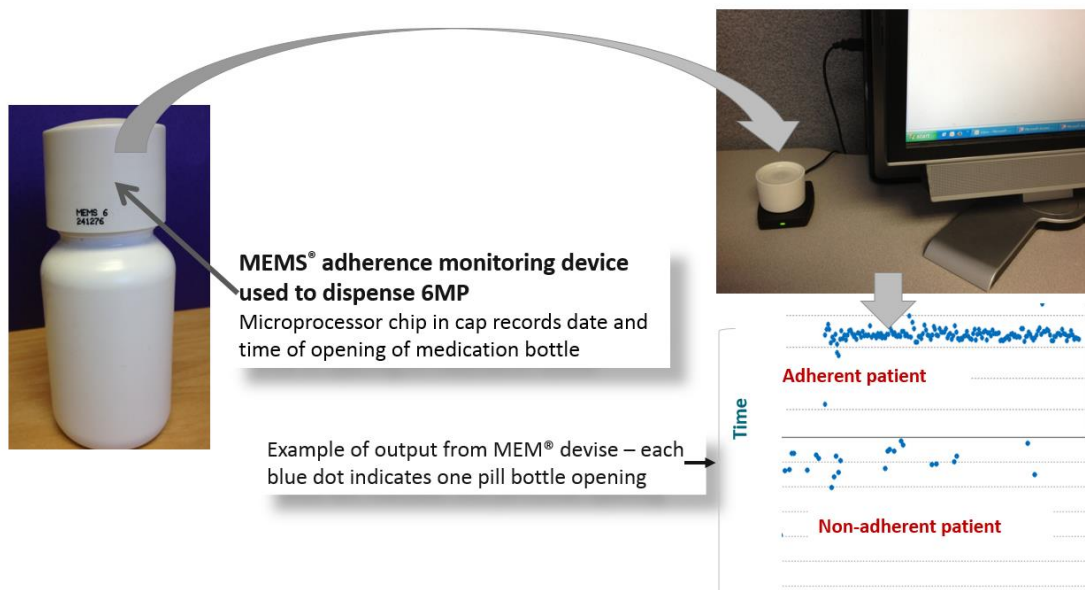 MEMS 6
241276
MEMS® adherence monitoring device
used to dispense 6MP
Microprocessor chip in cap records date and
time of opening of medication bottle
Example of output from MEM® devise – each
blue dot indicates one pill bottle opening
Time
Adherent patient
Non-adherent patient